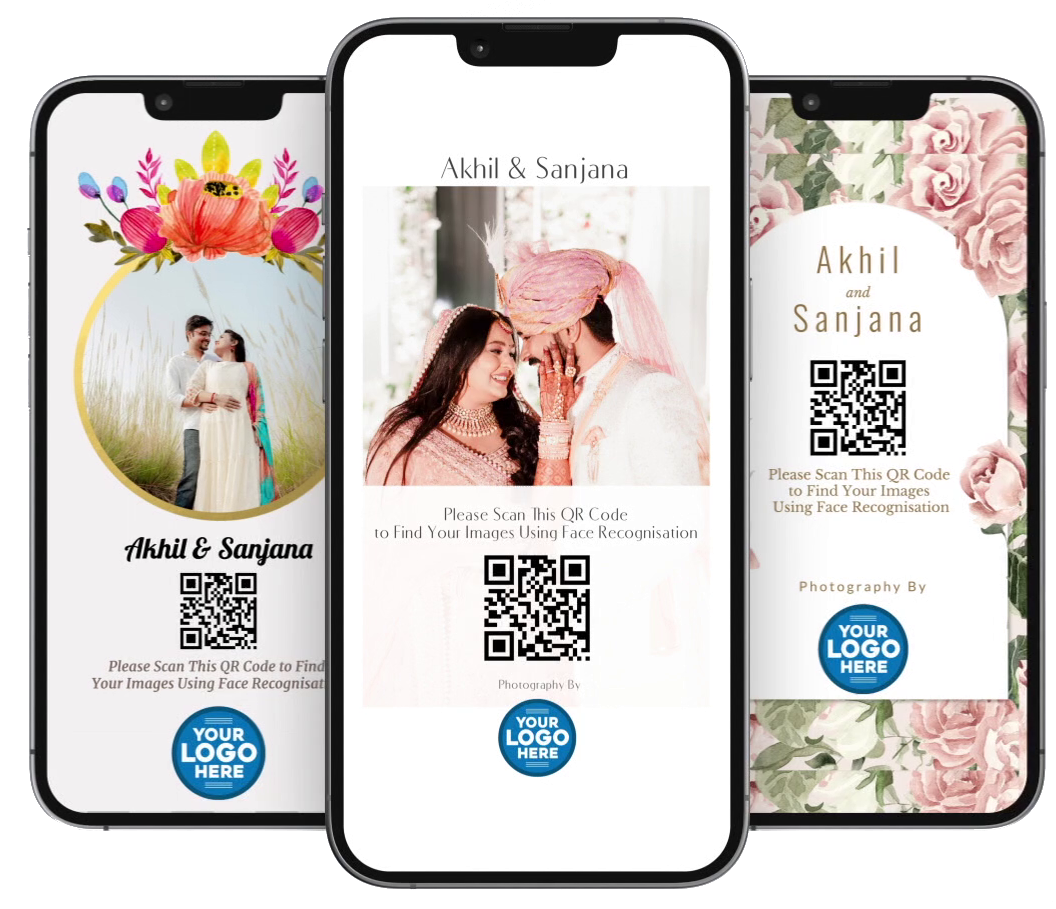 Akhil & Sanjana
Please Scan This QR Code to Find
Your Images Using Face Recognisat
YOUR
LOGO
HERE
Akhil & Sanjana
Please Scan This QR Code
to Find Your Images Using Face Recognisation
Photography By
YOUR
LOGO
HERE
Akhil
and
Sanjana
Please Scan This QR Code
to Find Your Images
Using Face Recognisation
Photography By
YOUR
LOGO
HERE